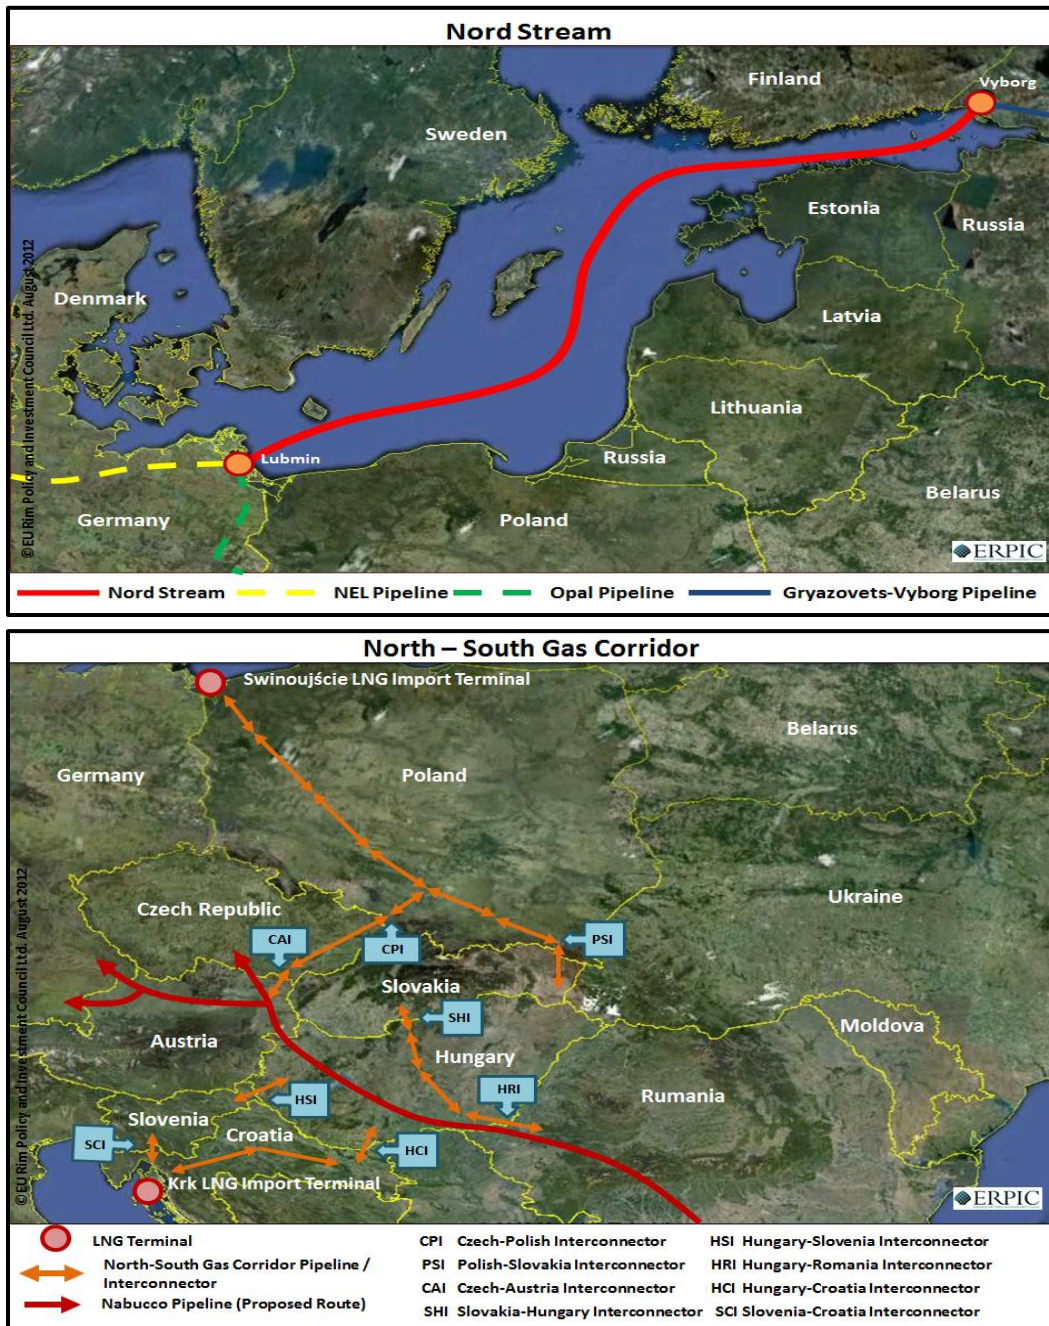 Nord Stream
Finland
Vyborg
Sweden
Estonia
Russia
Denmark
Latvia
Lithuania
Lubmin
Russia
Belarus
Germany
Poland
© EU Rim Policy and Investment Council Ltd. August 2012
ERPIC
Nord Stream NEL Pipeline Opal Pipeline Gryazovets-Vyborg Pipeline
North – South Gas Corridor
Swinoujście LNG Import Terminal
Belarus
Germany
Poland
Ukraine
Czech Republic
CAI
CPI
PSI
Slovakia
SHI
Moldova
Austria
Hungary
HRI
Rumania
HSI
Slovenia
Croatia
SCI
HCI
Krk LNG Import Terminal
© EU Rim Policy and Investment Council Ltd. August 2012
ERPIC
LNG Terminal
North-South Gas Corridor Pipeline /
Interconnector
Nabucco Pipeline (Proposed Route)
CPI Czech-Polish Interconnector
PSI Polish-Slovakia Interconnector
CAI Czech-Austria Interconnector
SHI Slovakia-Hungary Interconnector
HSI Hungary-Slovenia Interconnector
HRI Hungary-Romania Interconnector
HCI Hungary-Croatia Interconnector
SCI Slovenia-Croatia Interconnector